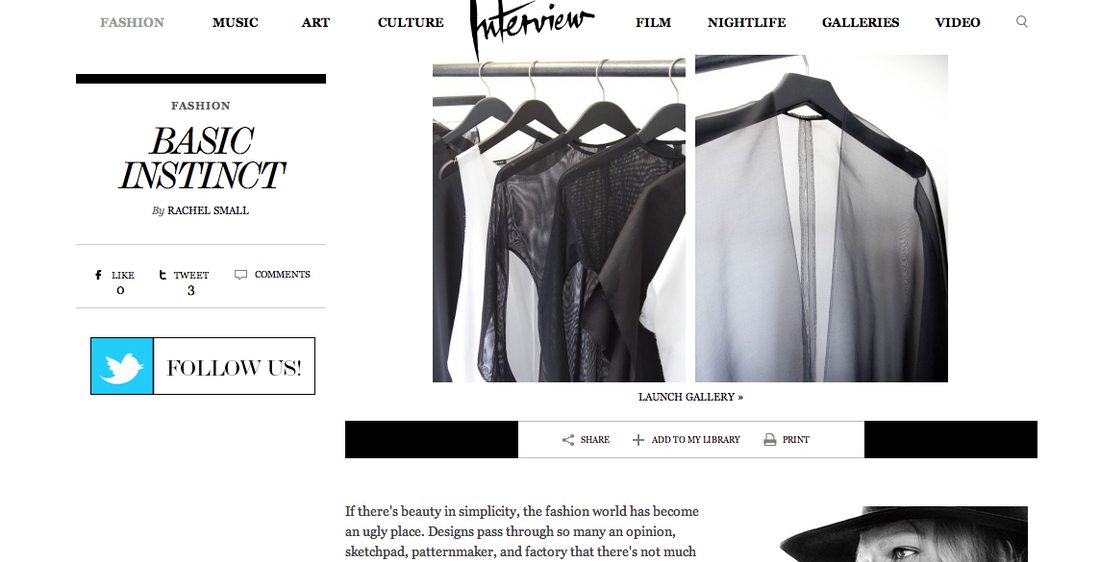 FASHION MUSIC ART CULTURE Interview FILM NIGHTLIFE GALLERIES VIDEO
FASHION
BASIC
INSTINCT
By RACHEL SMALL
LIKE TWEET COMMENTS
0 3
FOLLOW US!
LAUNCH GALLERY »
SHARE ADD TO MY LIBRARY PRINT
If there's beauty in simplicity, the fashion world has become
an ugly place. Designs pass through so many an opinion,
sketchpad, patternmaker, and factory that there's not much